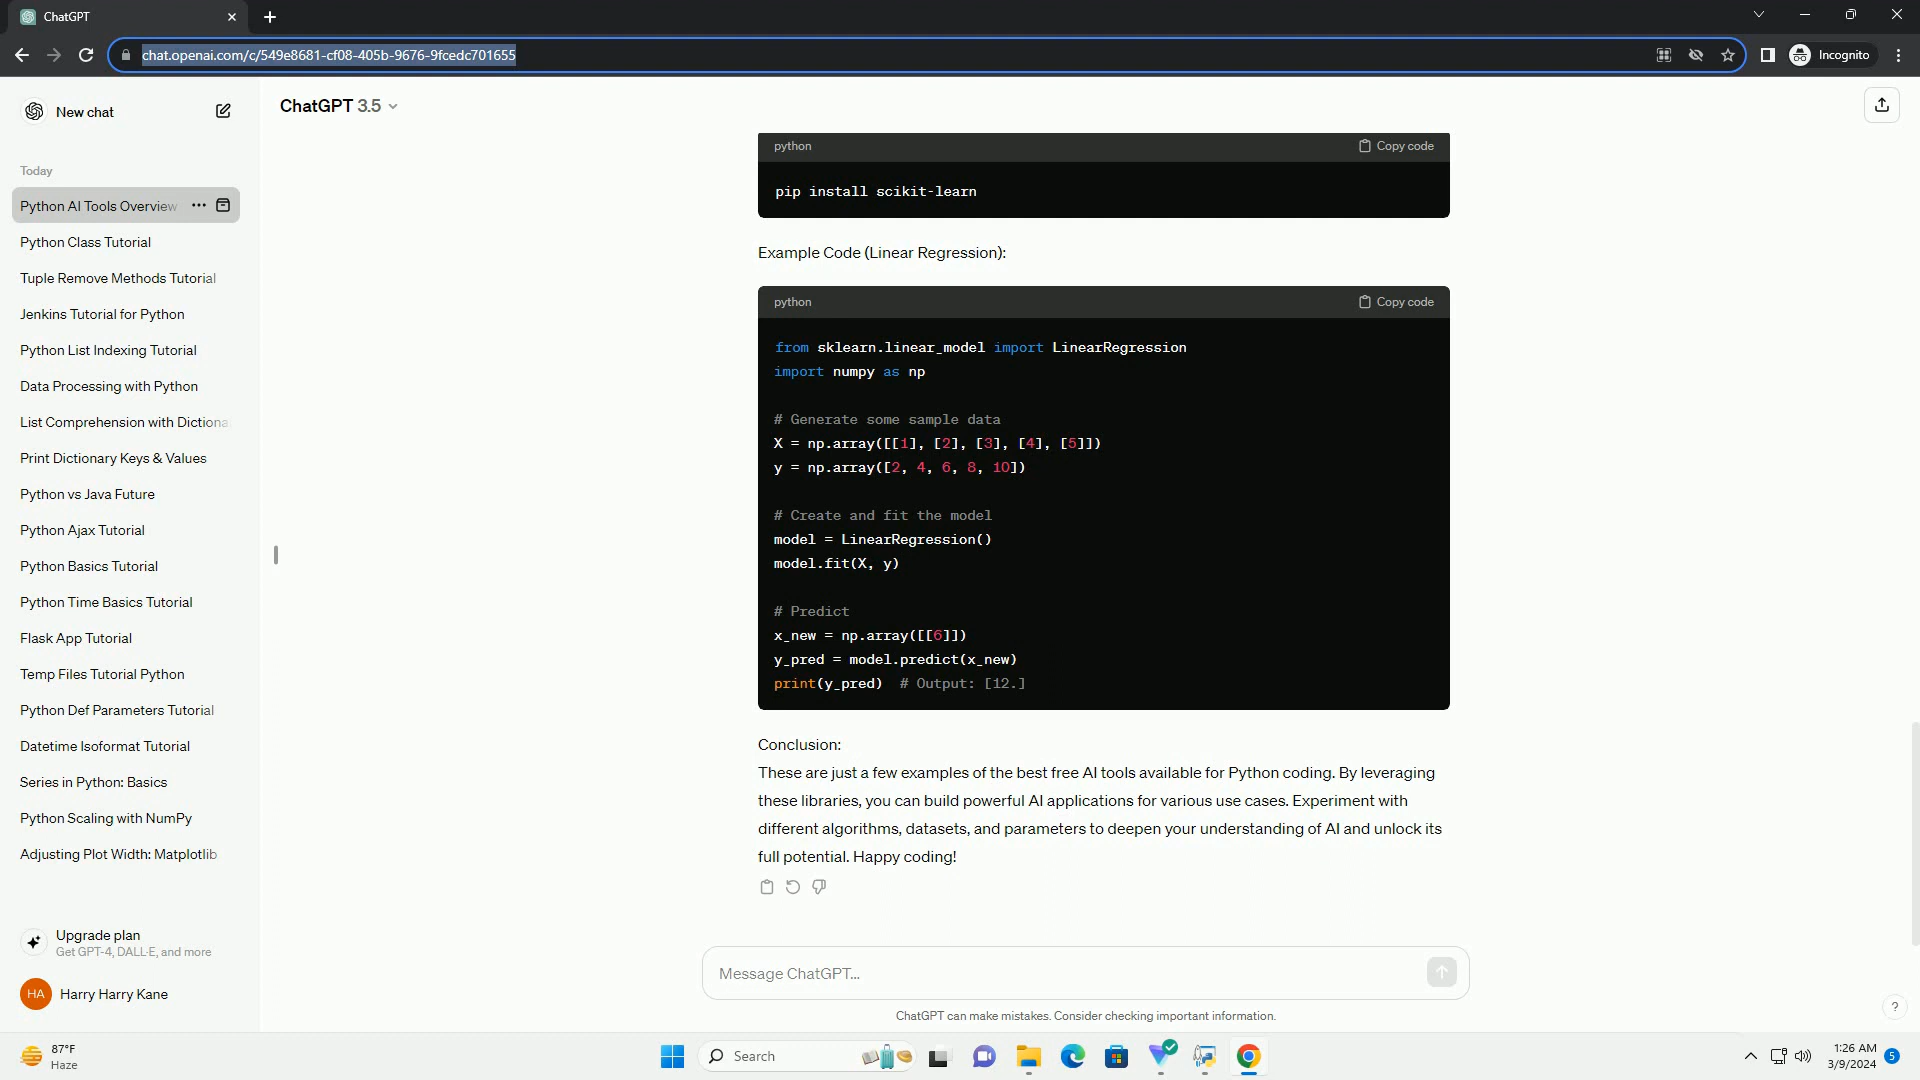 ChatGPT
chat.openai.com/c/549e8681-cf08-405b-9676-9fcedc701655
Incognito
New chat
ChatGPT 3.5
Today
Python AI Tools Overview
Python Class Tutorial
Tuple Remove Methods Tutorial
Jenkins Tutorial for Python
Python List Indexing Tutorial
Data Processing with Python
List Comprehension with Dictiona
Print Dictionary Keys & Values
Python vs Java Future
Python Ajax Tutorial
Python Basics Tutorial
Python Time Basics Tutorial
Flask App Tutorial
Temp Files Tutorial Python
Python Def Parameters Tutorial
Datetime Isoformat Tutorial
Series in Python: Basics
Python Scaling with NumPy
Adjusting Plot Width: Matplotlib
Upgrade plan
Get GPT-4, DALL·E, and more
HA
Harry Harry Kane
python
Copy code
pip install scikit-learn
Example Code (Linear Regression):
python
Copy code
from sklearn.linear_model import LinearRegression
import numpy as np
# Generate some sample data
X = np.array([[1], [2], [3], [4], [5]])
y = np.array([2, 4, 6, 8, 10])
# Create and fit the model
model = LinearRegression()
model.fit(X, y)
# Predict
x_new = np.array([[6]])
y_pred = model.predict(x_new)
print(y_pred)  # Output: [12.]
Conclusion:
These are just a few examples of the best free AI tools available for Python coding. By leveraging
these libraries, you can build powerful AI applications for various use cases. Experiment with
different algorithms, datasets, and parameters to deepen your understanding of AI and unlock its
full potential. Happy coding!
Message ChatGPT...
ChatGPT can make mistakes. Consider checking important information.
?
87°F
Haze
Search
1:26 AM
3/9/2024
5